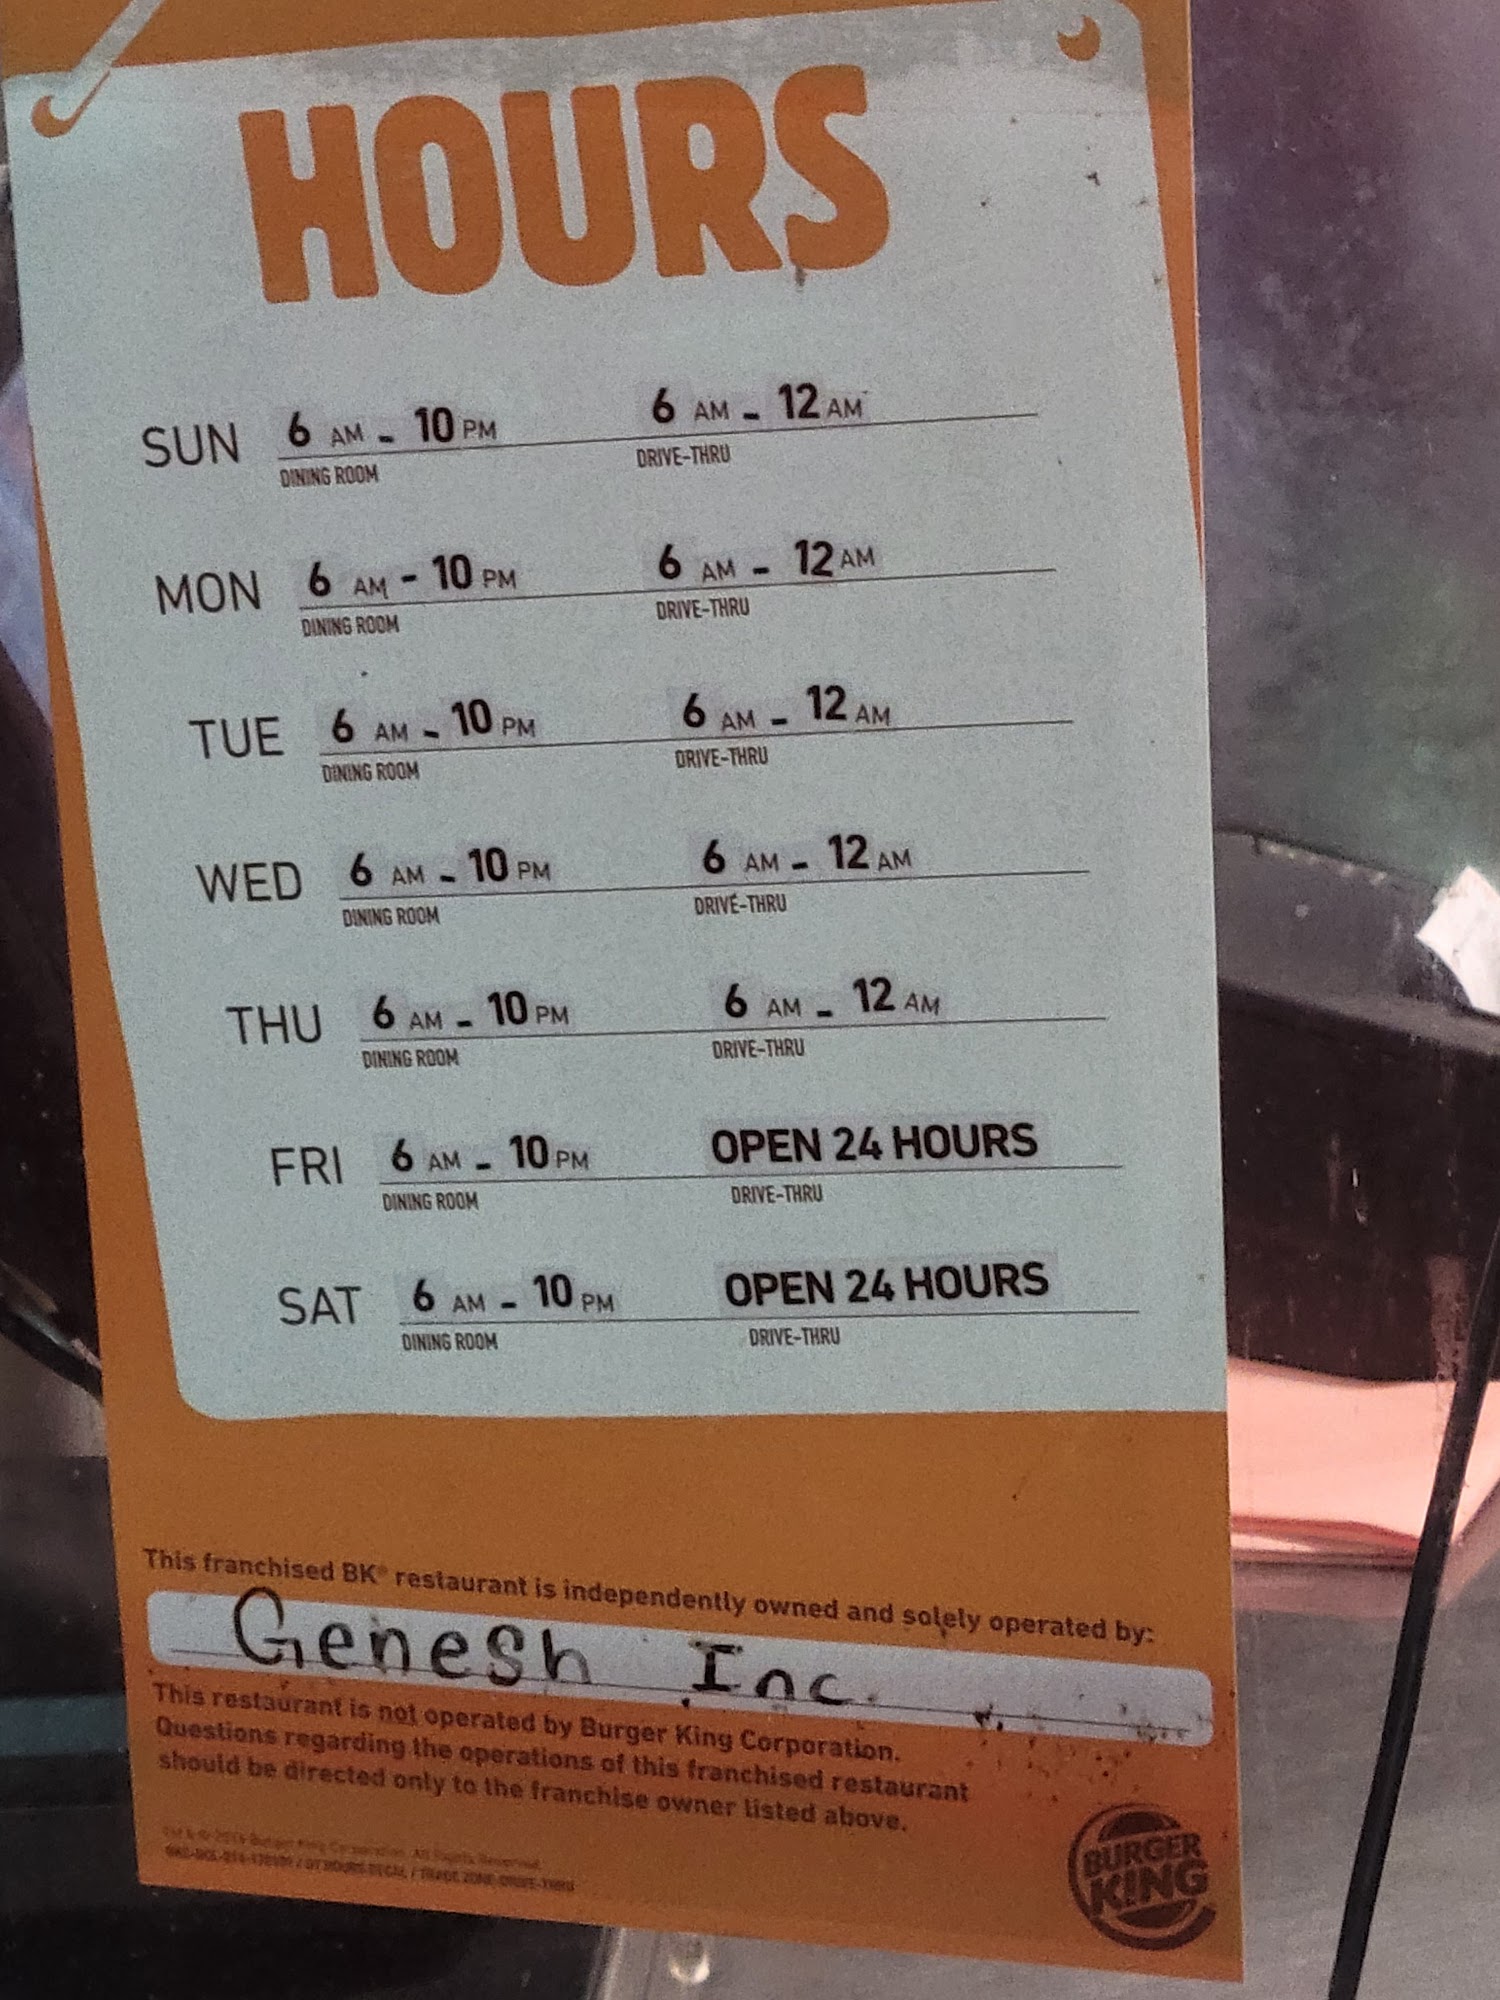 HOURS
SUN 6 AM - 10 PM 6 AM - 12 AM
DINING ROOM DRIVE-THRU
MON 6 AM - 10 PM 6 AM - 12 AM
DINING ROOM DRIVE-THRU
TUE 6 AM - 10 PM 6 AM - 12 AM
DINING ROOM DRIVE-THRU
WED 6 AM - 10 PM 6 AM - 12 AM
DINING ROOM DRIVE-THRU
THU 6 AM - 10 PM 6 AM - 12 AM
DINING ROOM DRIVE-THRU
FRI 6 AM - 10 PM OPEN 24 HOURS
DINING ROOM DRIVE-THRU
SAT 6 AM - 10 PM OPEN 24 HOURS
DINING ROOM DRIVE-THRU
This franchised BK® restaurant is independently owned and solely operated by:
Genesh Inc.
This restaurant is not operated by Burger King Corporation.
Questions regarding the operations of this franchised restaurant
should be directed only to the franchise owner listed above.
Burger King Corporation. All Rights Reserved.
BURGER
KING